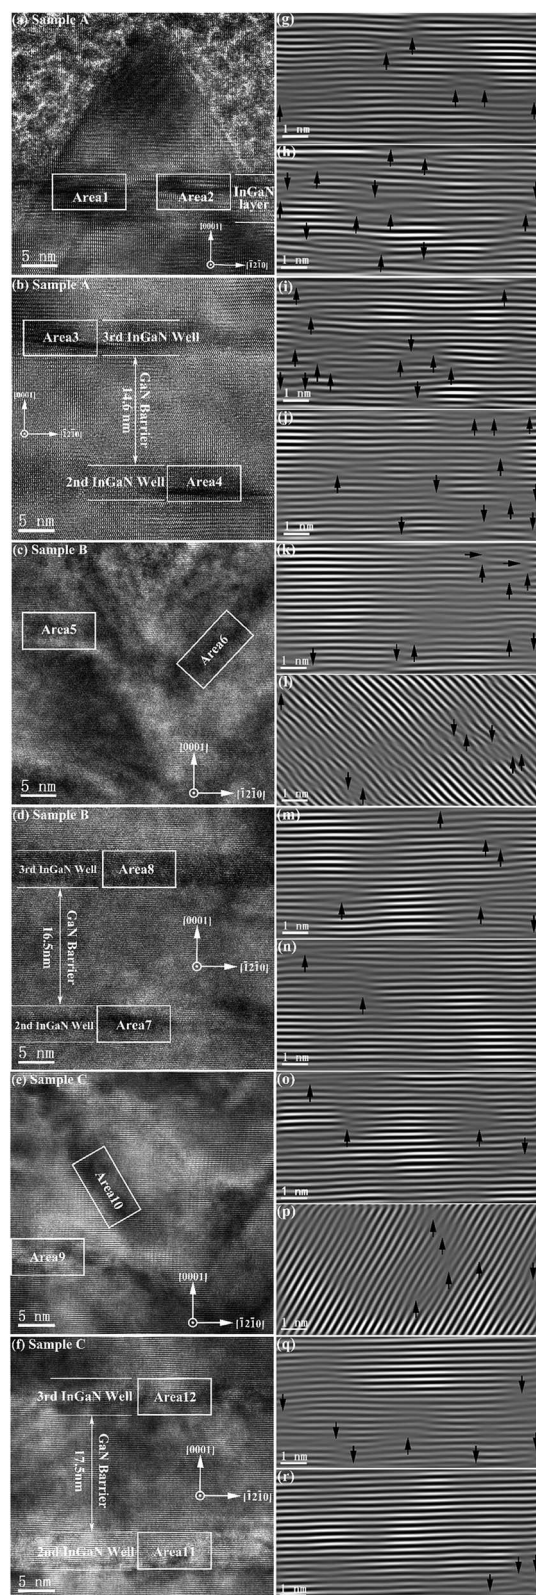 (a) Sample A
Area1
Area2
InGaN
layer
[0001]
[1̄21̄0]
5 nm
(b) Sample A
Area3
3rd InGaN Well
GaN Barrier
14.6 nm
[0001]
[1̄21̄0]
2nd InGaN Well
Area4
5 nm
(c) Sample B
Area5
Area6
[0001]
[1̄21̄0]
5 nm
(d) Sample B
3rd InGaN Well
Area8
GaN Barrier
16.5nm
[0001]
[1̄21̄0]
2nd InGaN Well
Area7
5 nm
(e) Sample C
Area10
Area9
[0001]
[1̄21̄0]
5 nm
(f) Sample C
3rd InGaN Well
Area12
GaN Barrier
17.5nm
[0001]
[1̄21̄0]
2nd InGaN Well
Area11
5 nm
(g)
1 nm
(h)
1 nm
(i)
1 nm
(j)
1 nm
(k)
1 nm
(l)
1 nm
(m)
1 nm
(n)
1 nm
(o)
1 nm
(p)
1 nm
(q)
1 nm
(r)
1 nm